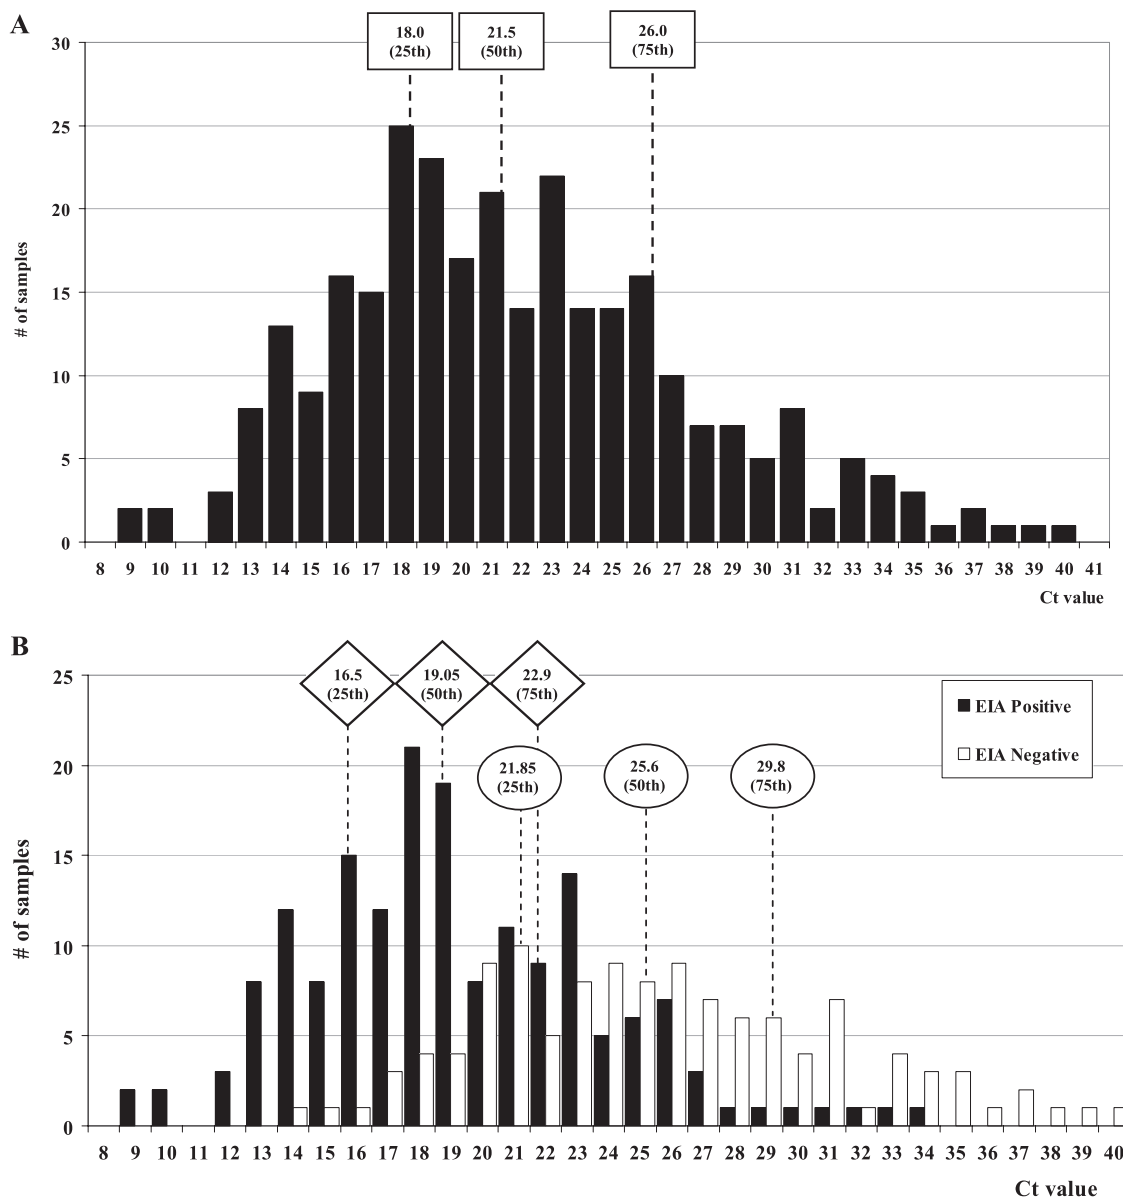 A
18.0
(25th)
21.5
(50th)
26.0
(75th)
30
25
20
15
10
5
0
# of samples
8 9 10 11 12 13 14 15 16 17 18 19 20 21 22 23 24 25 26 27 28 29 30 31 32 33 34 35 36 37 38 39 40 41
Ct value
B
16.5
(25th)
19.05
(50th)
22.9
(75th)
21.85
(25th)
25.6
(50th)
29.8
(75th)
EIA Positive
EIA Negative
25
20
15
10
5
0
# of samples
8 9 10 11 12 13 14 15 16 17 18 19 20 21 22 23 24 25 26 27 28 29 30 31 32 33 34 35 36 37 38 39 40
Ct value